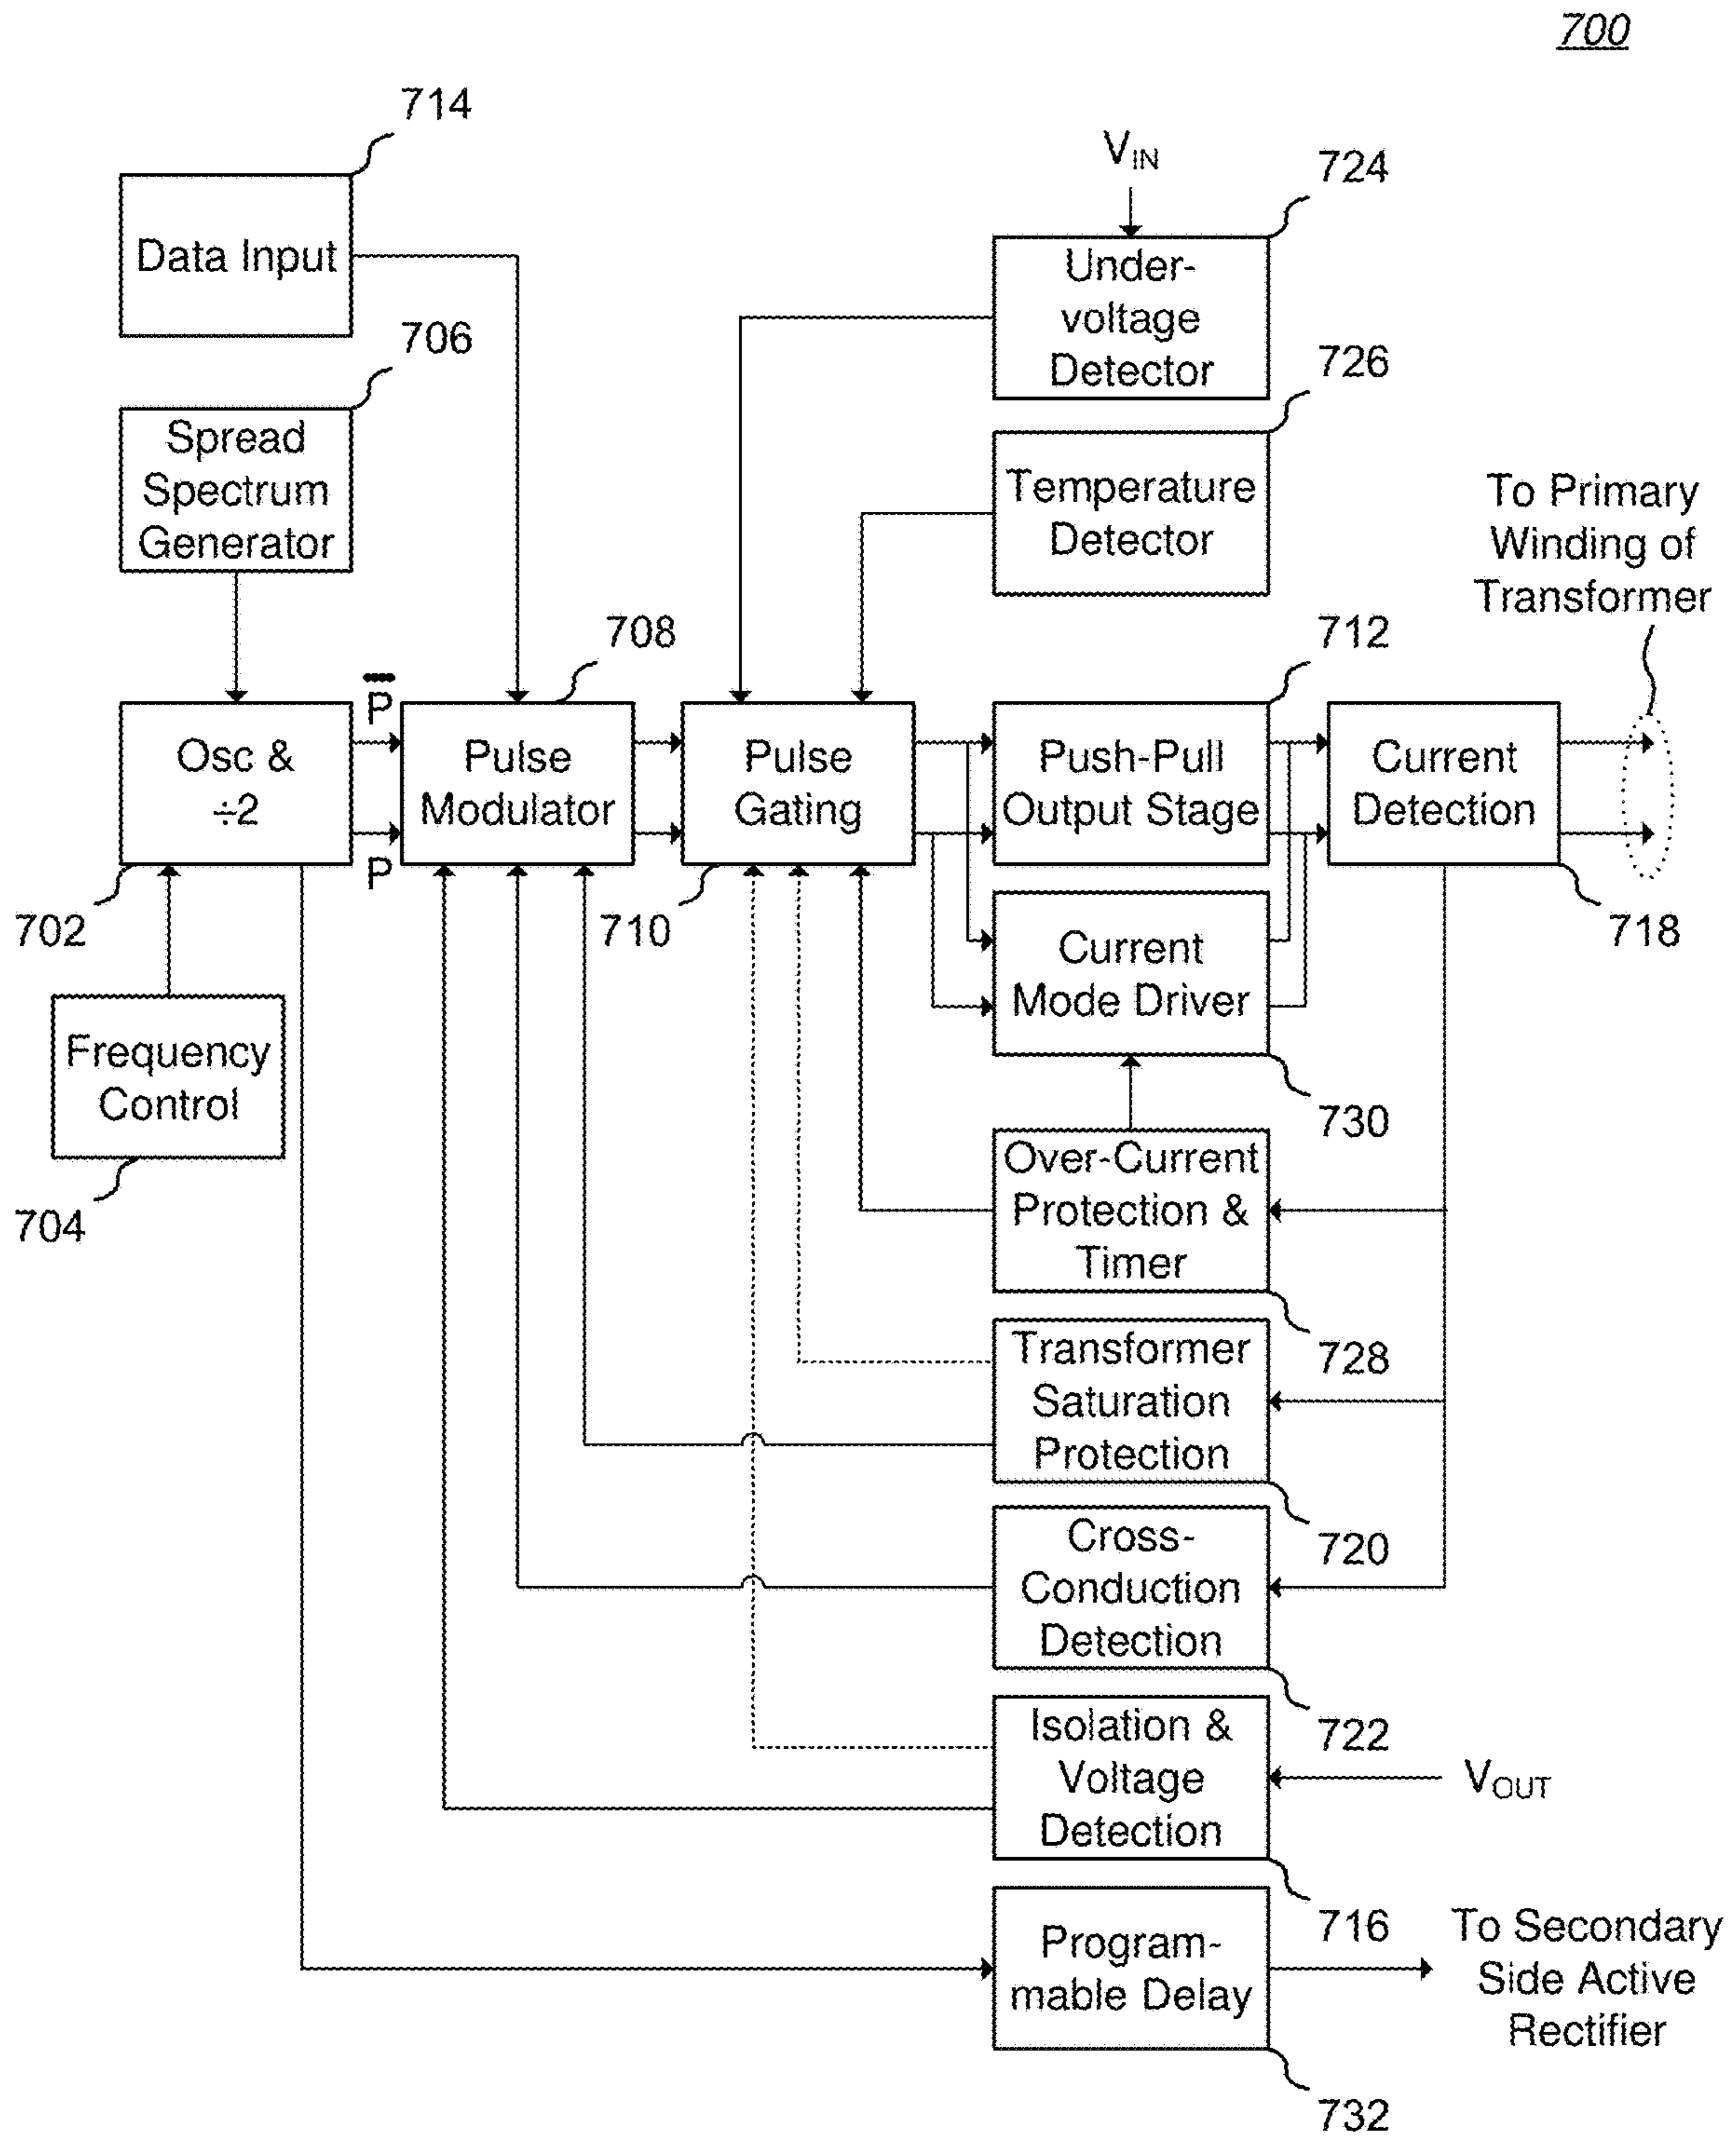 700
714
Data Input
706
Spread
Spectrum
Generator
V_IN
724
Under-
voltage
Detector
726
Temperature
Detector
To Primary
Winding of
Transformer
P̅
P
Osc &
÷2
702
708
Pulse
Modulator
Pulse
Gating
710
712
Push-Pull
Output Stage
Current
Detection
718
Frequency
Control
704
Current
Mode Driver
730
Over-Current
Protection &
Timer
728
Transformer
Saturation
Protection
720
Cross-
Conduction
Detection
722
Isolation &
Voltage
Detection
V_OUT
716
Program-
mable Delay
732
To Secondary
Side Active
Rectifier